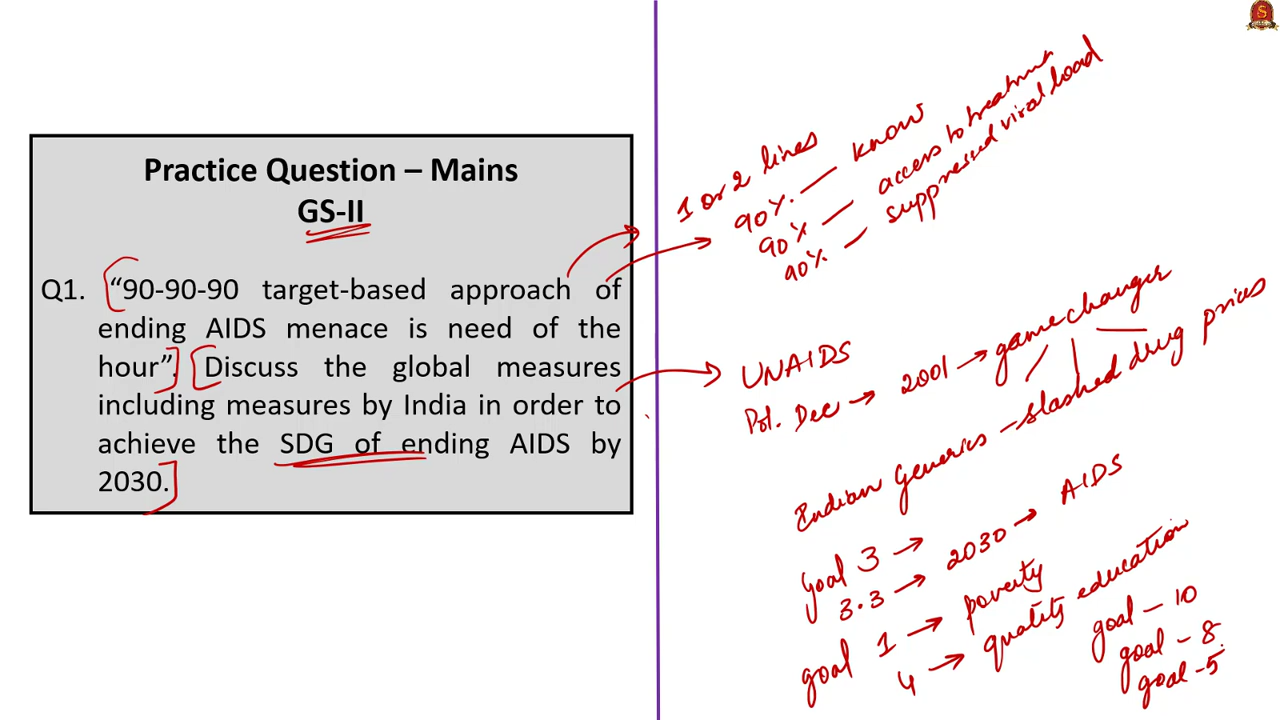 Practice Question – Mains
GS-II
Q1. “90-90-90 target-based approach of
ending AIDS menace is need of the
hour”. Discuss the global measures
including measures by India in order to
achieve the SDG of ending AIDS by
2030.
1 or 2 lines
90% — know
90% — access to treatment
90% — suppressed viral load
UNAIDS
Pol. Dec → 2001 → game changer
Indian Generics – slashed drug prices
Goal 3 →
3.3 → 2030 → AIDS
goal 1 → poverty
4 → quality education
goal – 10
goal – 8
goal – 5